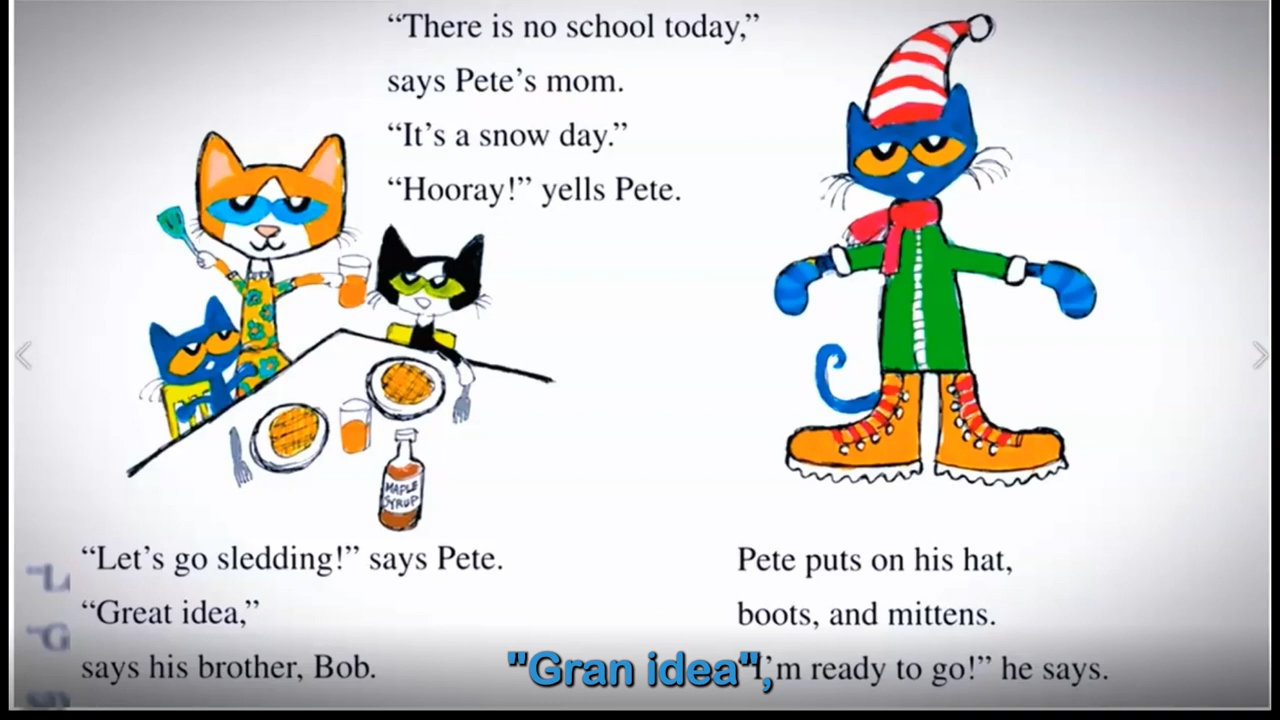 “There is no school today,”
says Pete’s mom.
“It’s a snow day.”
“Hooray!” yells Pete.
MAPLE
SYRUP
“Let’s go sledding!” says Pete.
“Great idea,”
says his brother, Bob.
Pete puts on his hat,
boots, and mittens.
“I’m ready to go!” he says.
"Gran idea",
“L
“G